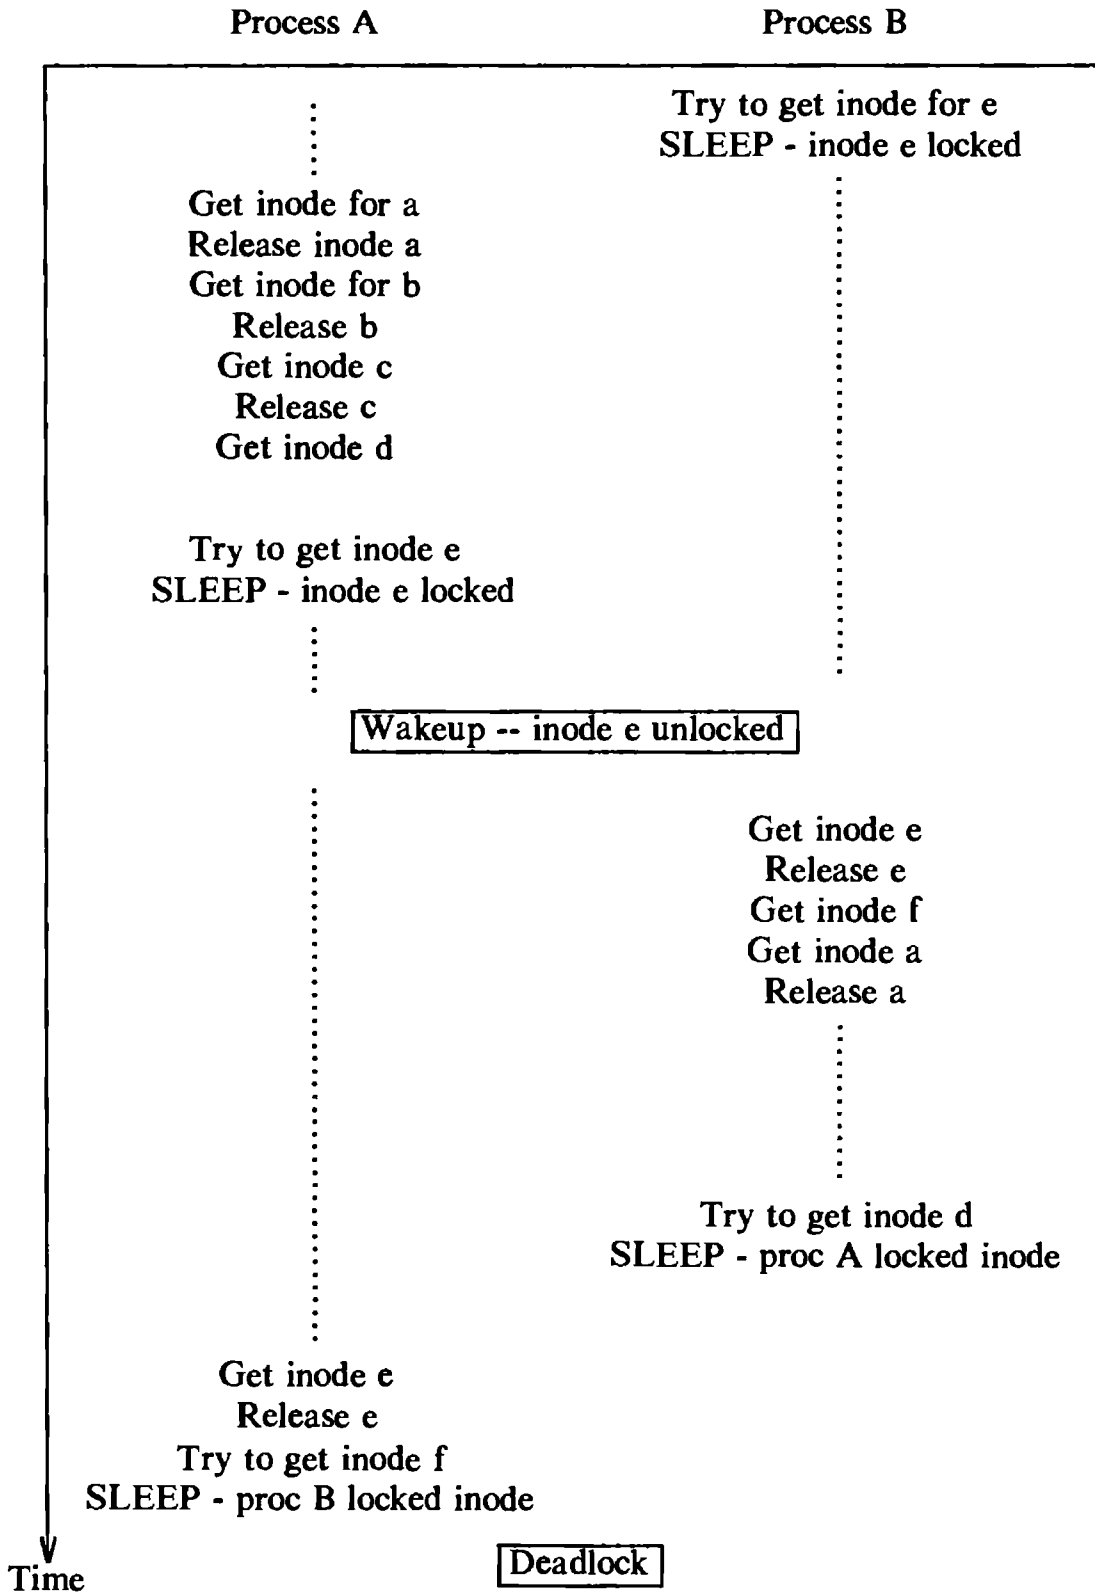 Process A
Process B
Try to get inode for e
SLEEP - inode e locked
Get inode for a
Release inode a
Get inode for b
Release b
Get inode c
Release c
Get inode d
Try to get inode e
SLEEP - inode e locked
Wakeup -- inode e unlocked
Get inode e
Release e
Get inode f
Get inode a
Release a
Try to get inode d
SLEEP - proc A locked inode
Get inode e
Release e
Try to get inode f
SLEEP - proc B locked inode
Deadlock
Time